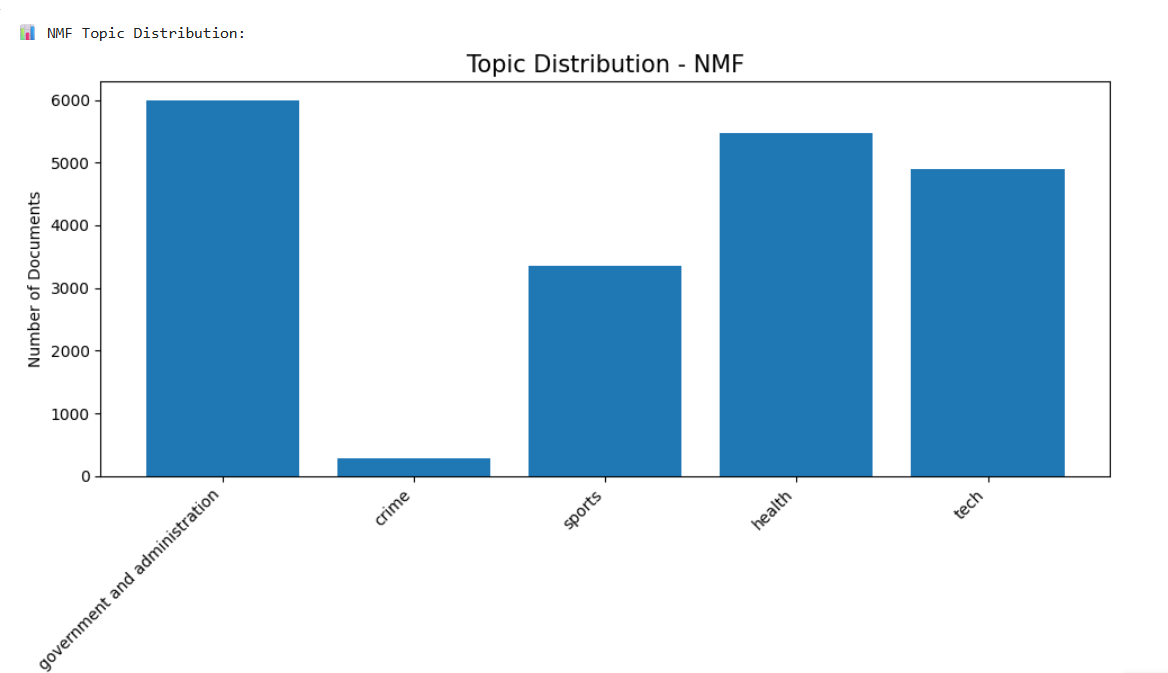 📊 NMF Topic Distribution:
Topic Distribution - NMF
Number of Documents
6000
5000
4000
3000
2000
1000
0
government and administration
crime
sports
health
tech